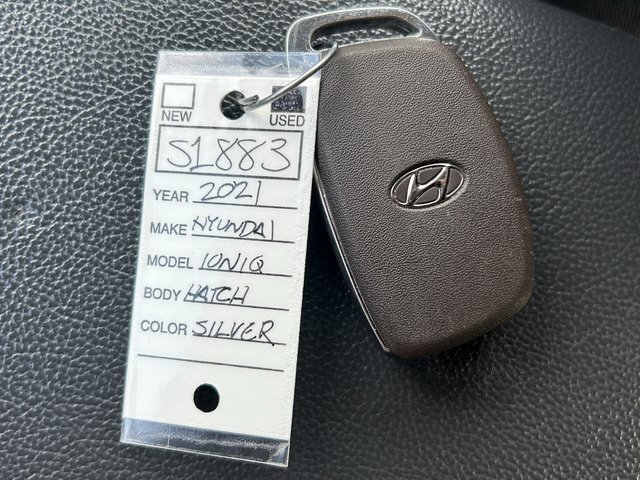 NEW USED
S1883
YEAR 2021
MAKE HYUNDAI
MODEL IONIQ
BODY HATCH
COLOR SILVER